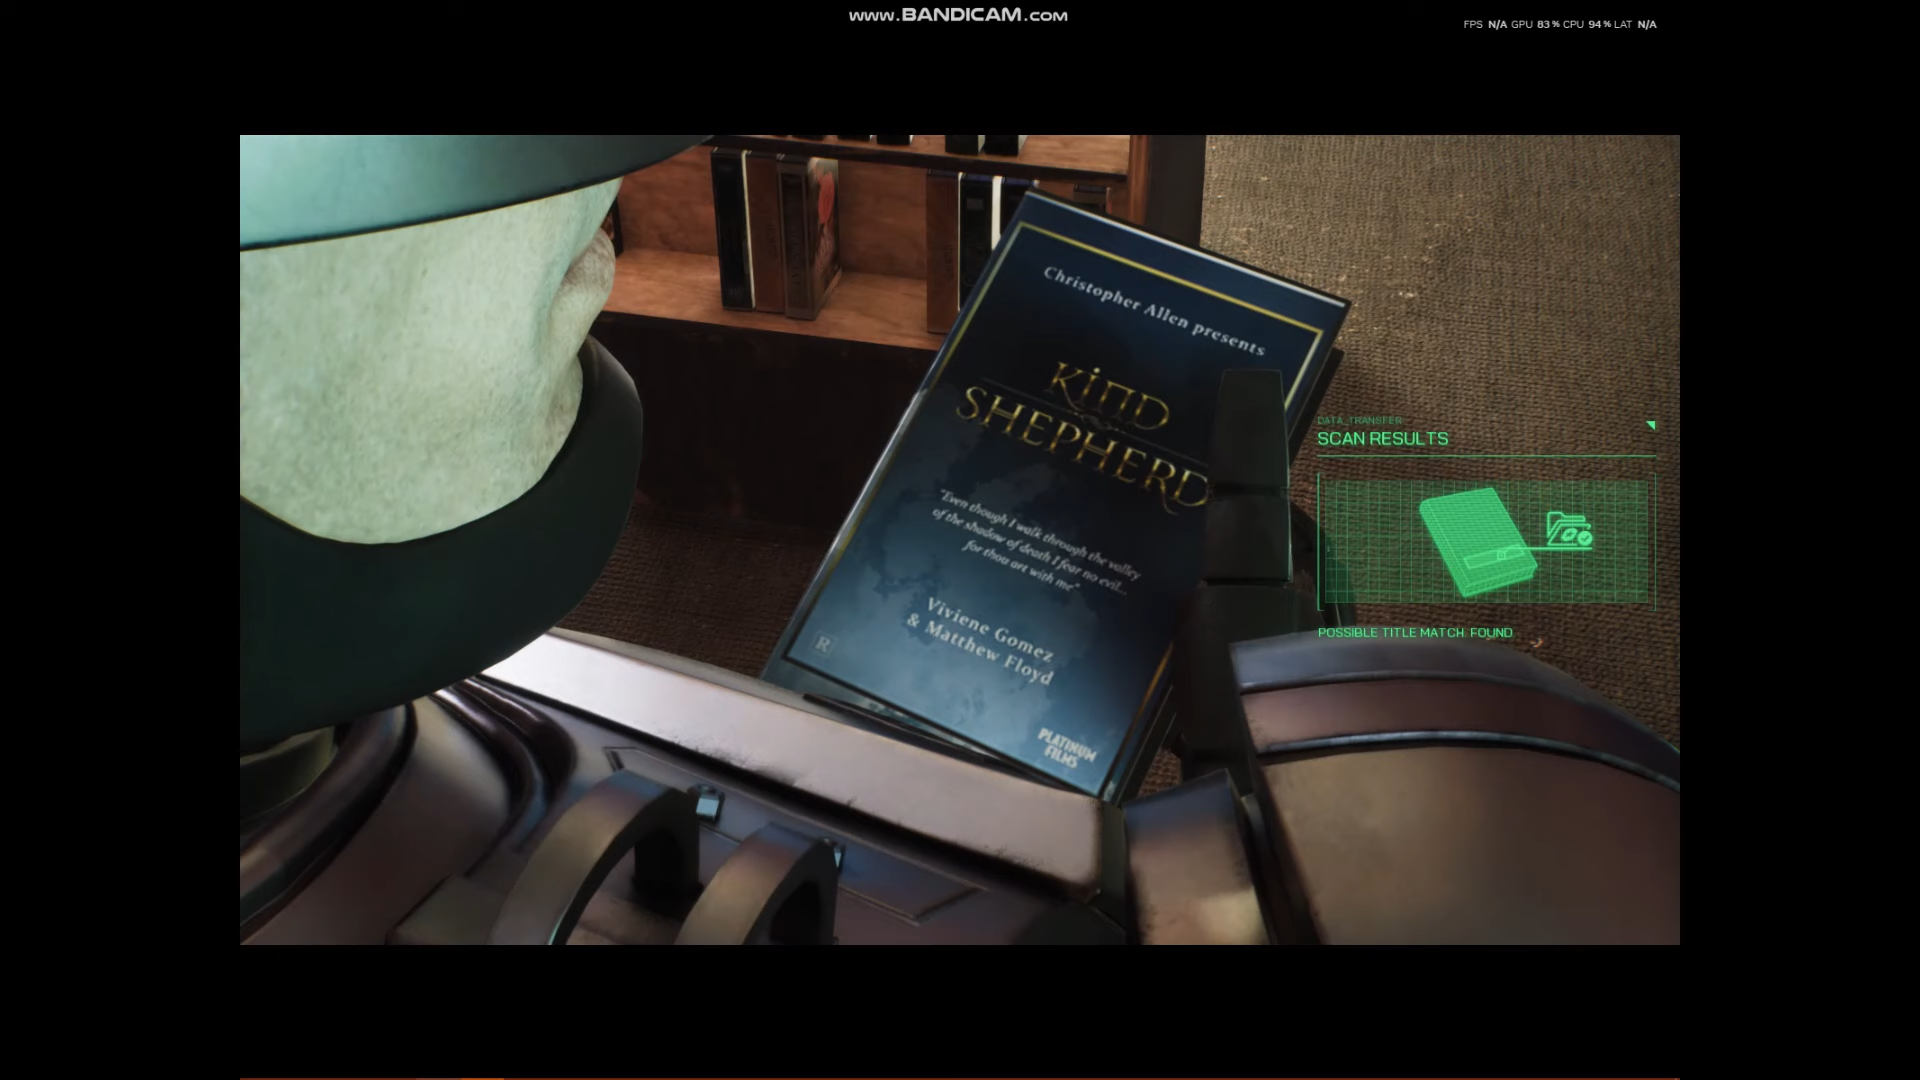 www.BANDICAM.com
FPS N/A GPU 83% CPU 94% LAT N/A
Christopher Allen presents
KIND
SHEPHERD
"Even though I walk through the valley
of the shadow of death I fear no evil...
for thou art with me"
Viviene Gomez
& Matthew Floyd
R
PLATINUM
FILMS
DATA_TRANSFER
SCAN RESULTS
POSSIBLE TITLE MATCH FOUND